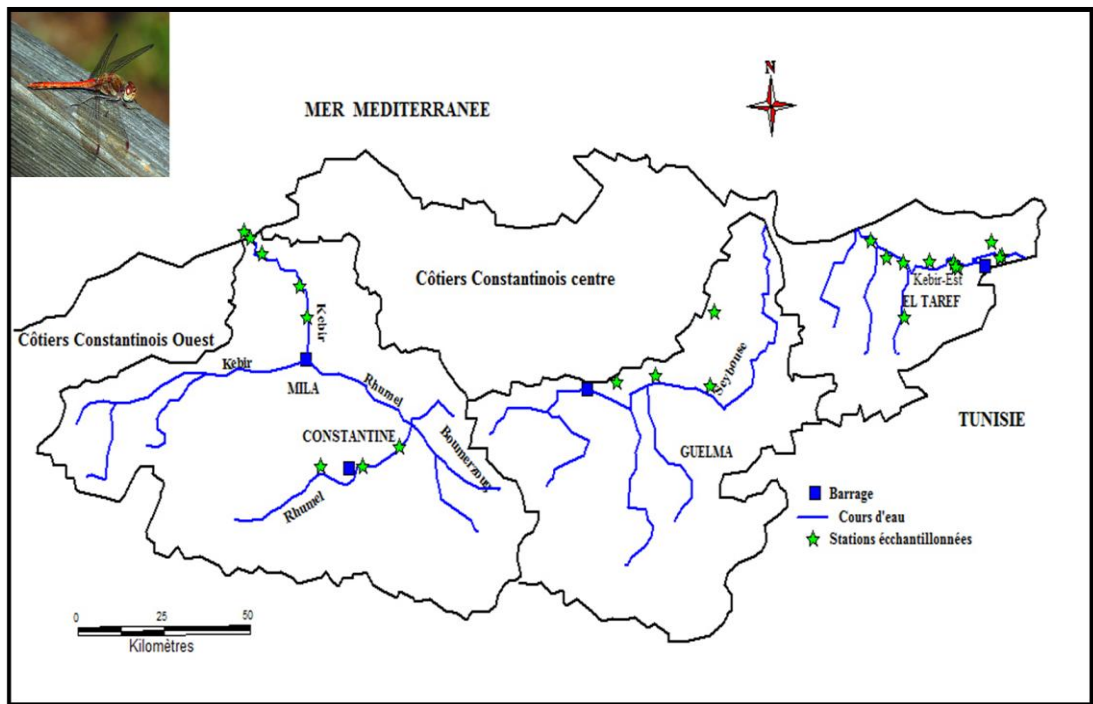 N
MER MEDITERRANEE
Côtiers Constantinois centre
Kebir-Est
EL TAREF
Kebir
Côtiers Constantinois Ouest
Kebir
MILA
Rhumel
Seybouse
TUNISIE
CONSTANTINE
Boumerzoug
GUELMA
Rhumel
Barrage
Cours d'eau
Stations écchantillonnées
0 25 50
Kilomètres